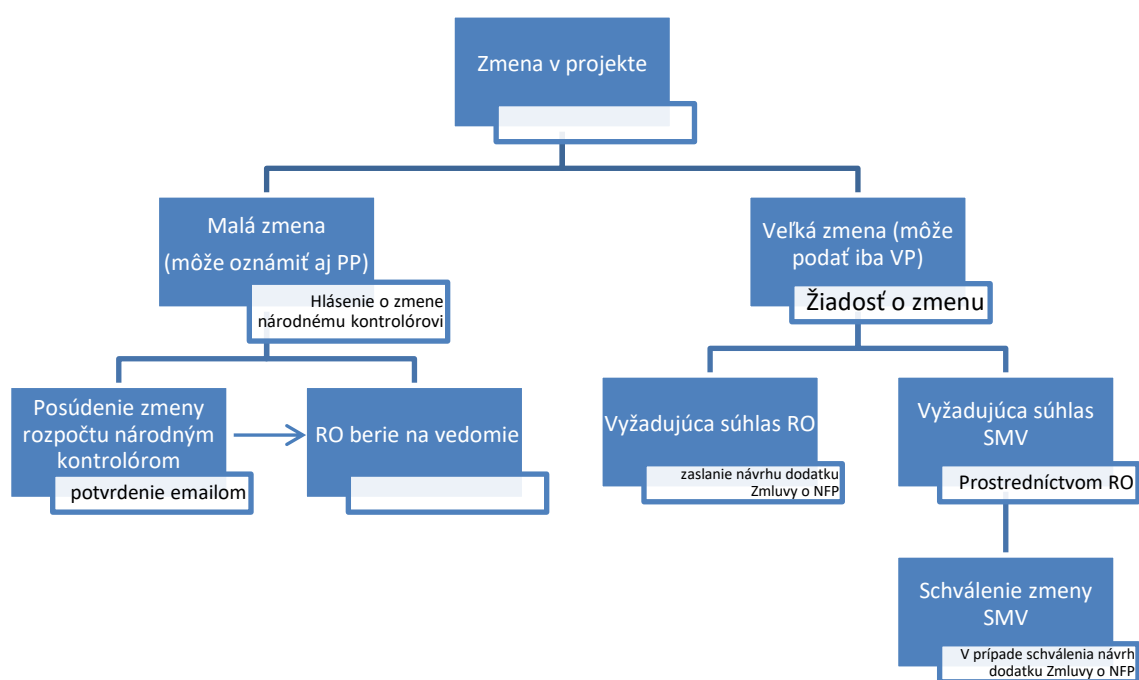 Zmena v projekte
Malá zmena
(môže oznámiť aj PP)
Hlásenie o zmene
národnému kontrolórovi
Veľká zmena (môže
podať iba VP)
Žiadosť o zmenu
Posúdenie zmeny
rozpočtu národným
kontrolórom
potvrdenie emailom
RO berie na vedomie
Vyžadujúca súhlas RO
zaslanie návrhu dodatku
Zmluvy o NFP
Vyžadujúca súhlas
SMV
Prostredníctvom RO
Schválenie zmeny
SMV
V prípade schválenia návrh
dodatku Zmluvy o NFP